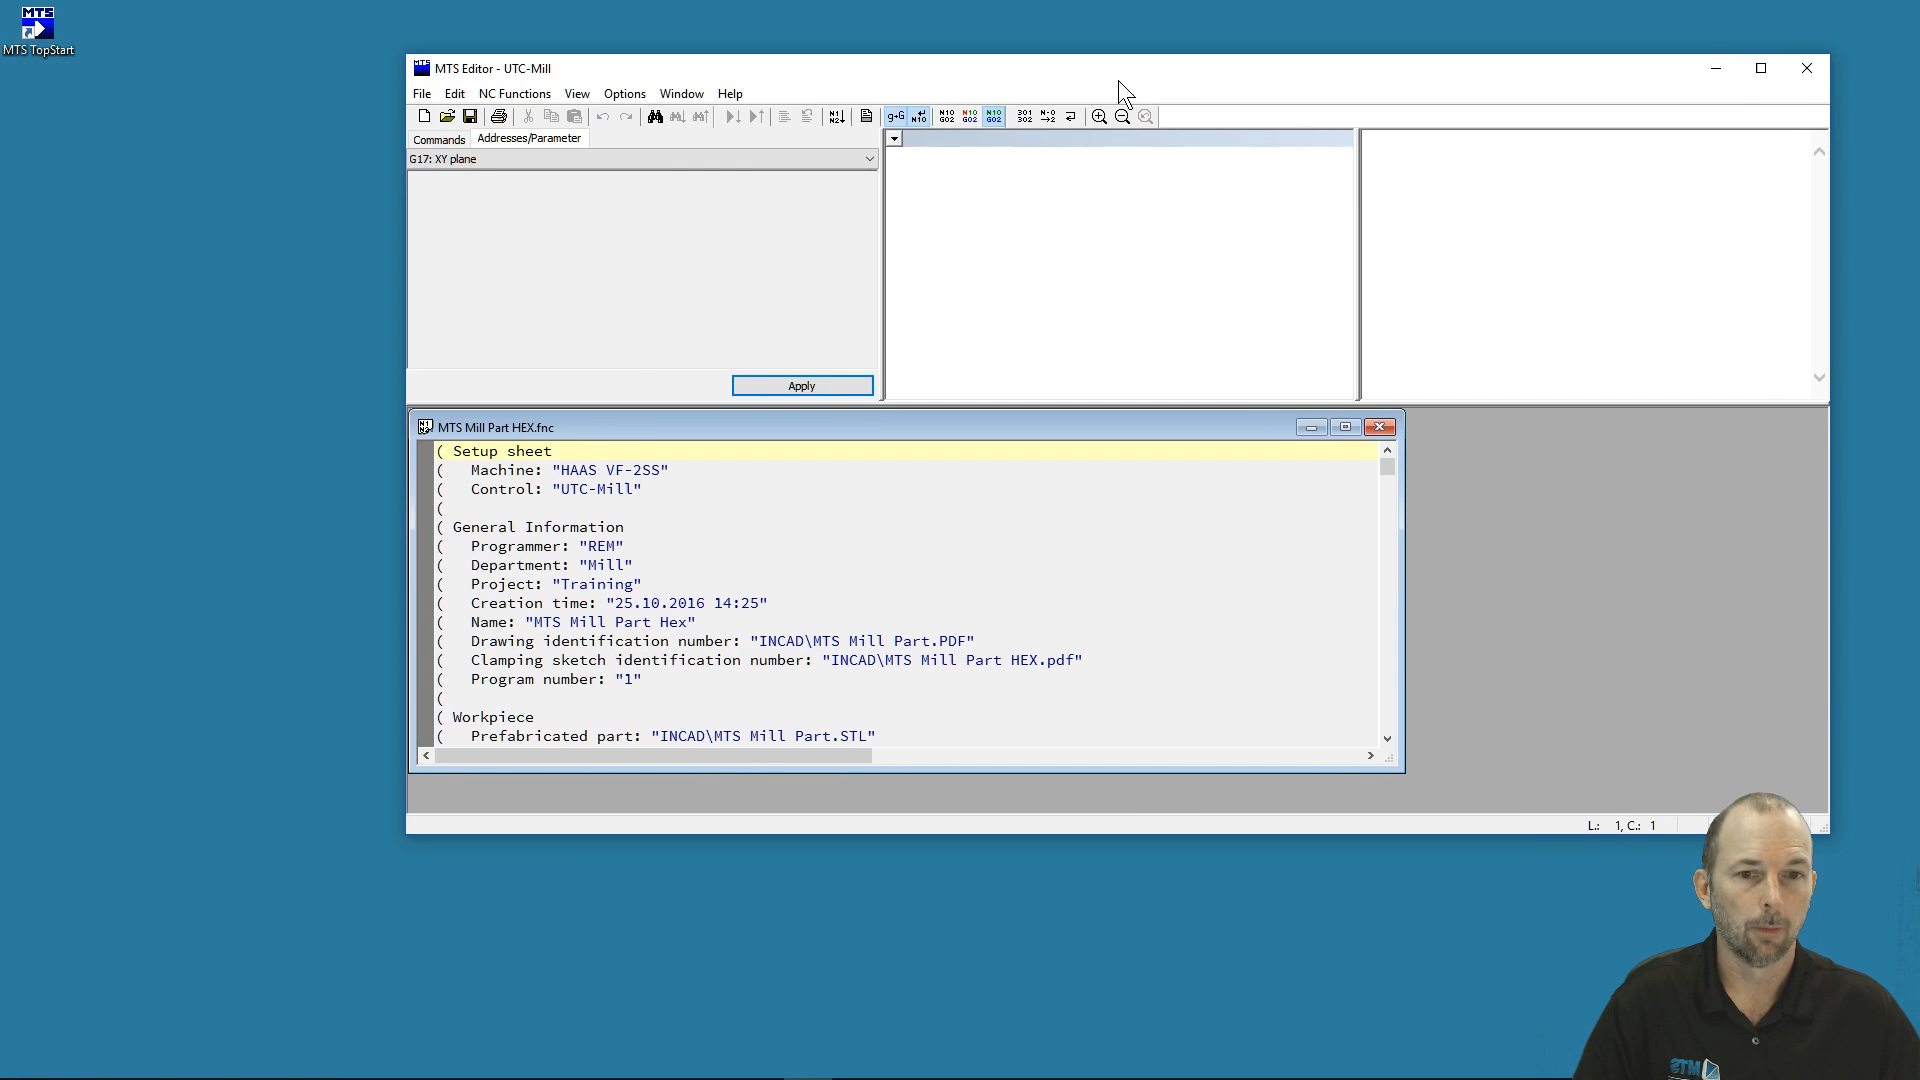 MTS
MTS TopStart
MTS Editor - UTC-Mill
File Edit NC Functions View Options Window Help
Commands Addresses/Parameter
G17: XY plane
Apply
MTS Mill Part HEX.fnc
( Setup sheet
(   Machine: "HAAS VF-2SS"
(   Control: "UTC-Mill"
(
( General Information
(   Programmer: "REM"
(   Department: "Mill"
(   Project: "Training"
(   Creation time: "25.10.2016 14:25"
(   Name: "MTS Mill Part Hex"
(   Drawing identification number: "INCAD\MTS Mill Part.PDF"
(   Clamping sketch identification number: "INCAD\MTS Mill Part HEX.pdf"
(   Program number: "1"
(
( Workpiece
(   Prefabricated part: "INCAD\MTS Mill Part.STL"
L.: 1, C.: 1
MTS